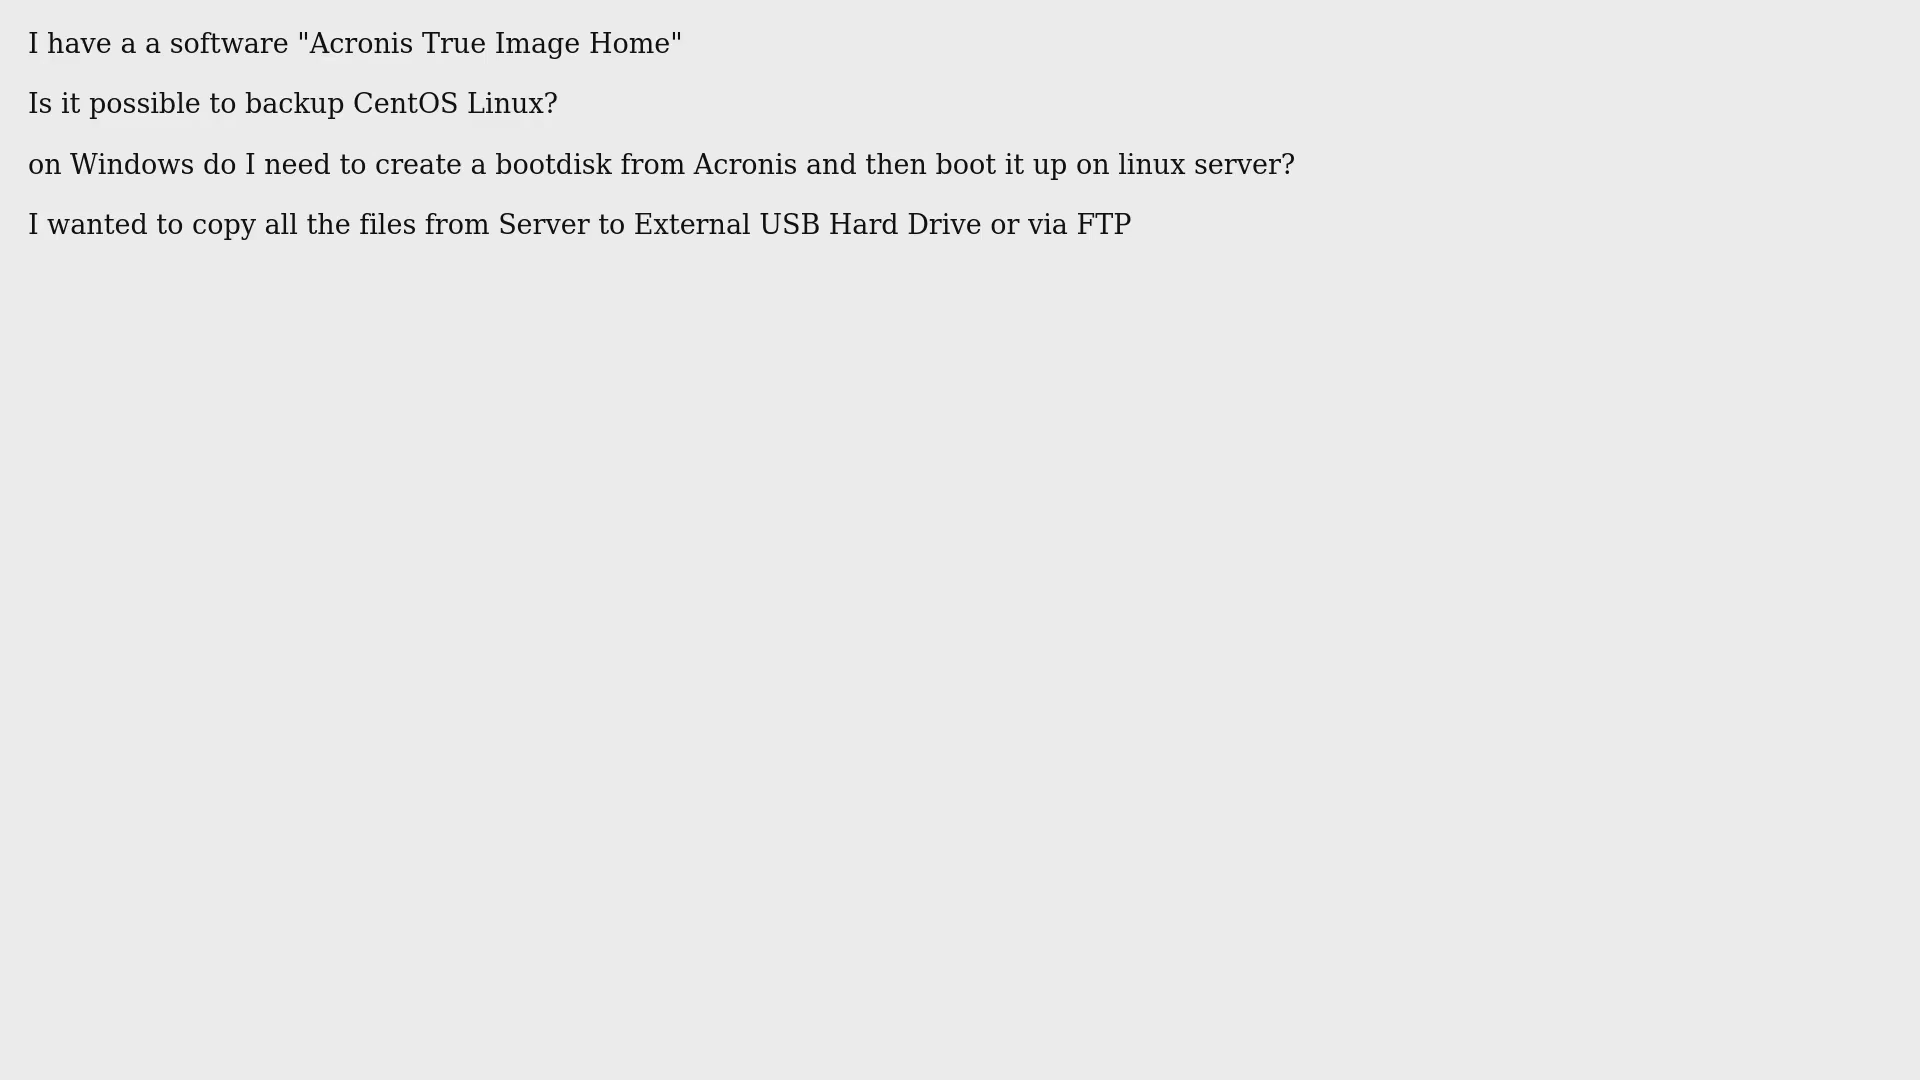 I have a a software "Acronis True Image Home"
Is it possible to backup CentOS Linux?
on Windows do I need to create a bootdisk from Acronis and then boot it up on linux server?
I wanted to copy all the files from Server to External USB Hard Drive or via FTP